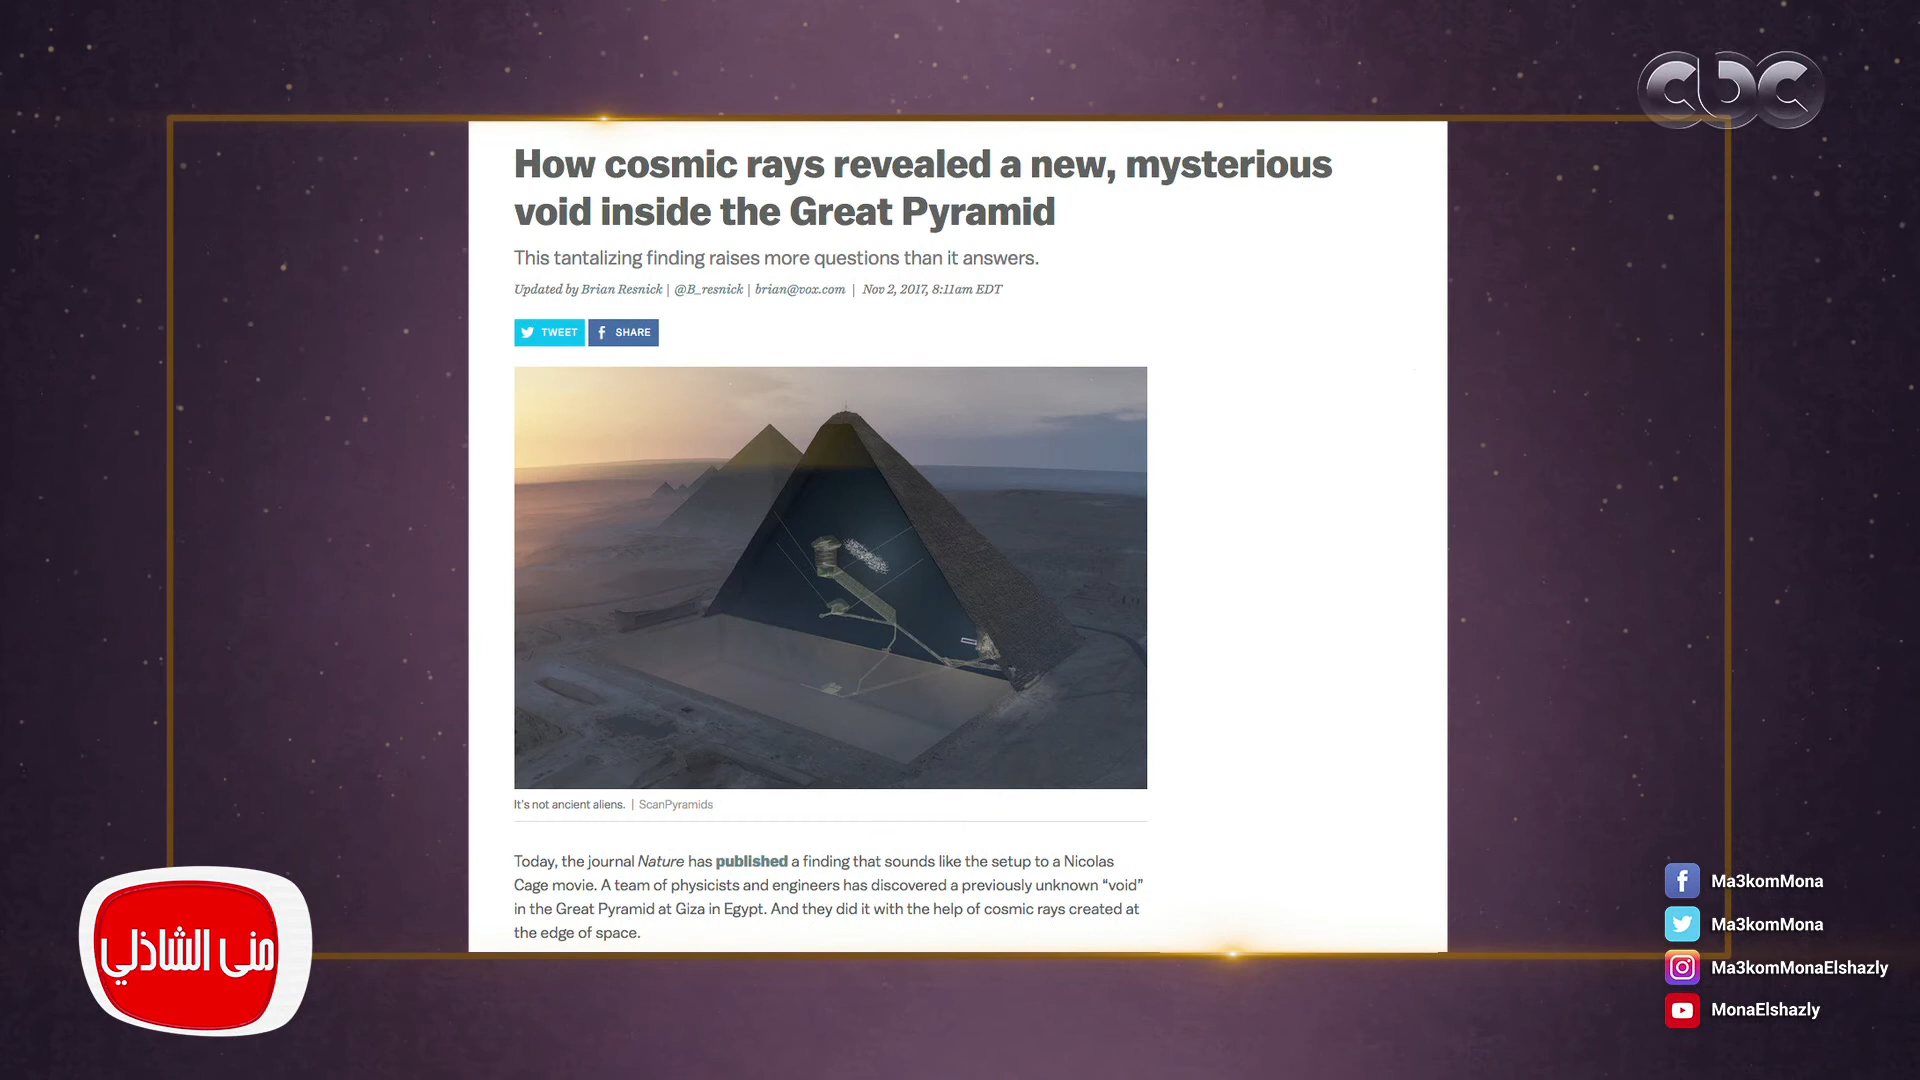 cbc
How cosmic rays revealed a new, mysterious
void inside the Great Pyramid
This tantalizing finding raises more questions than it answers.
Updated by Brian Resnick | @B_resnick | brian@vox.com | Nov 2, 2017, 8:11am EDT
TWEET SHARE
It's not ancient aliens. | ScanPyramids
Today, the journal Nature has published a finding that sounds like the setup to a Nicolas
Cage movie. A team of physicists and engineers has discovered a previously unknown “void”
in the Great Pyramid at Giza in Egypt. And they did it with the help of cosmic rays created at
the edge of space.
منى الشاذلي
Ma3komMona
Ma3komMona
Ma3komMonaElshazly
MonaElshazly